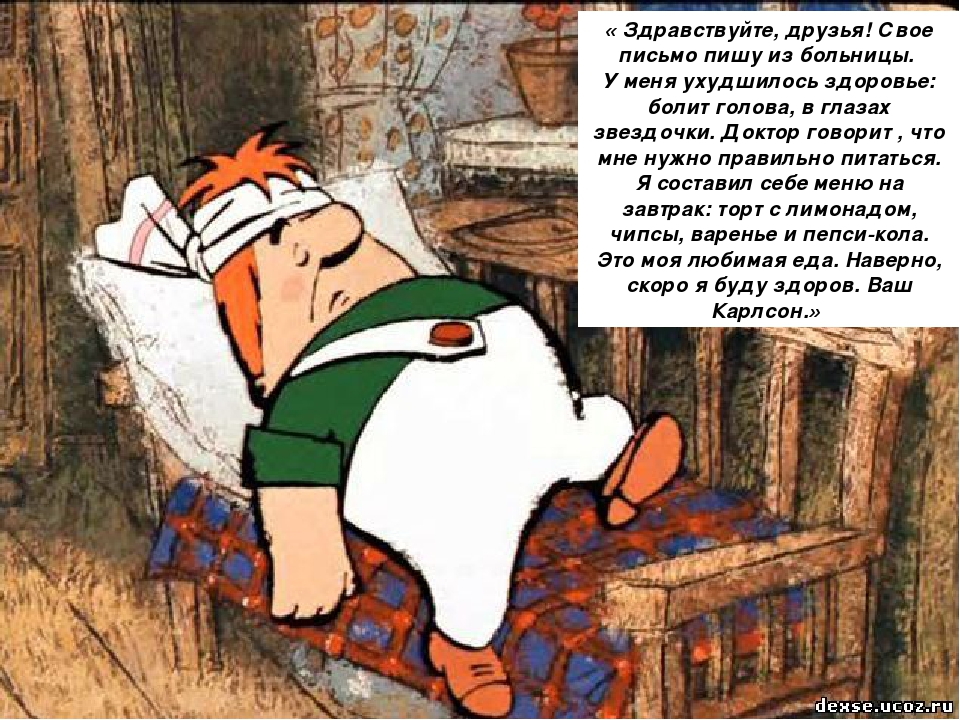 « Здравствуйте, друзья! Свое
письмо пишу из больницы.
У меня ухудшилось здоровье:
болит голова, в глазах
звездочки. Доктор говорит , что
мне нужно правильно питаться.
Я составил себе меню на
завтрак: торт с лимонадом,
чипсы, варенье и пепси-кола.
Это моя любимая еда. Наверно,
скоро я буду здоров. Ваш
Карлсон.»
dexse.ucoz.ru